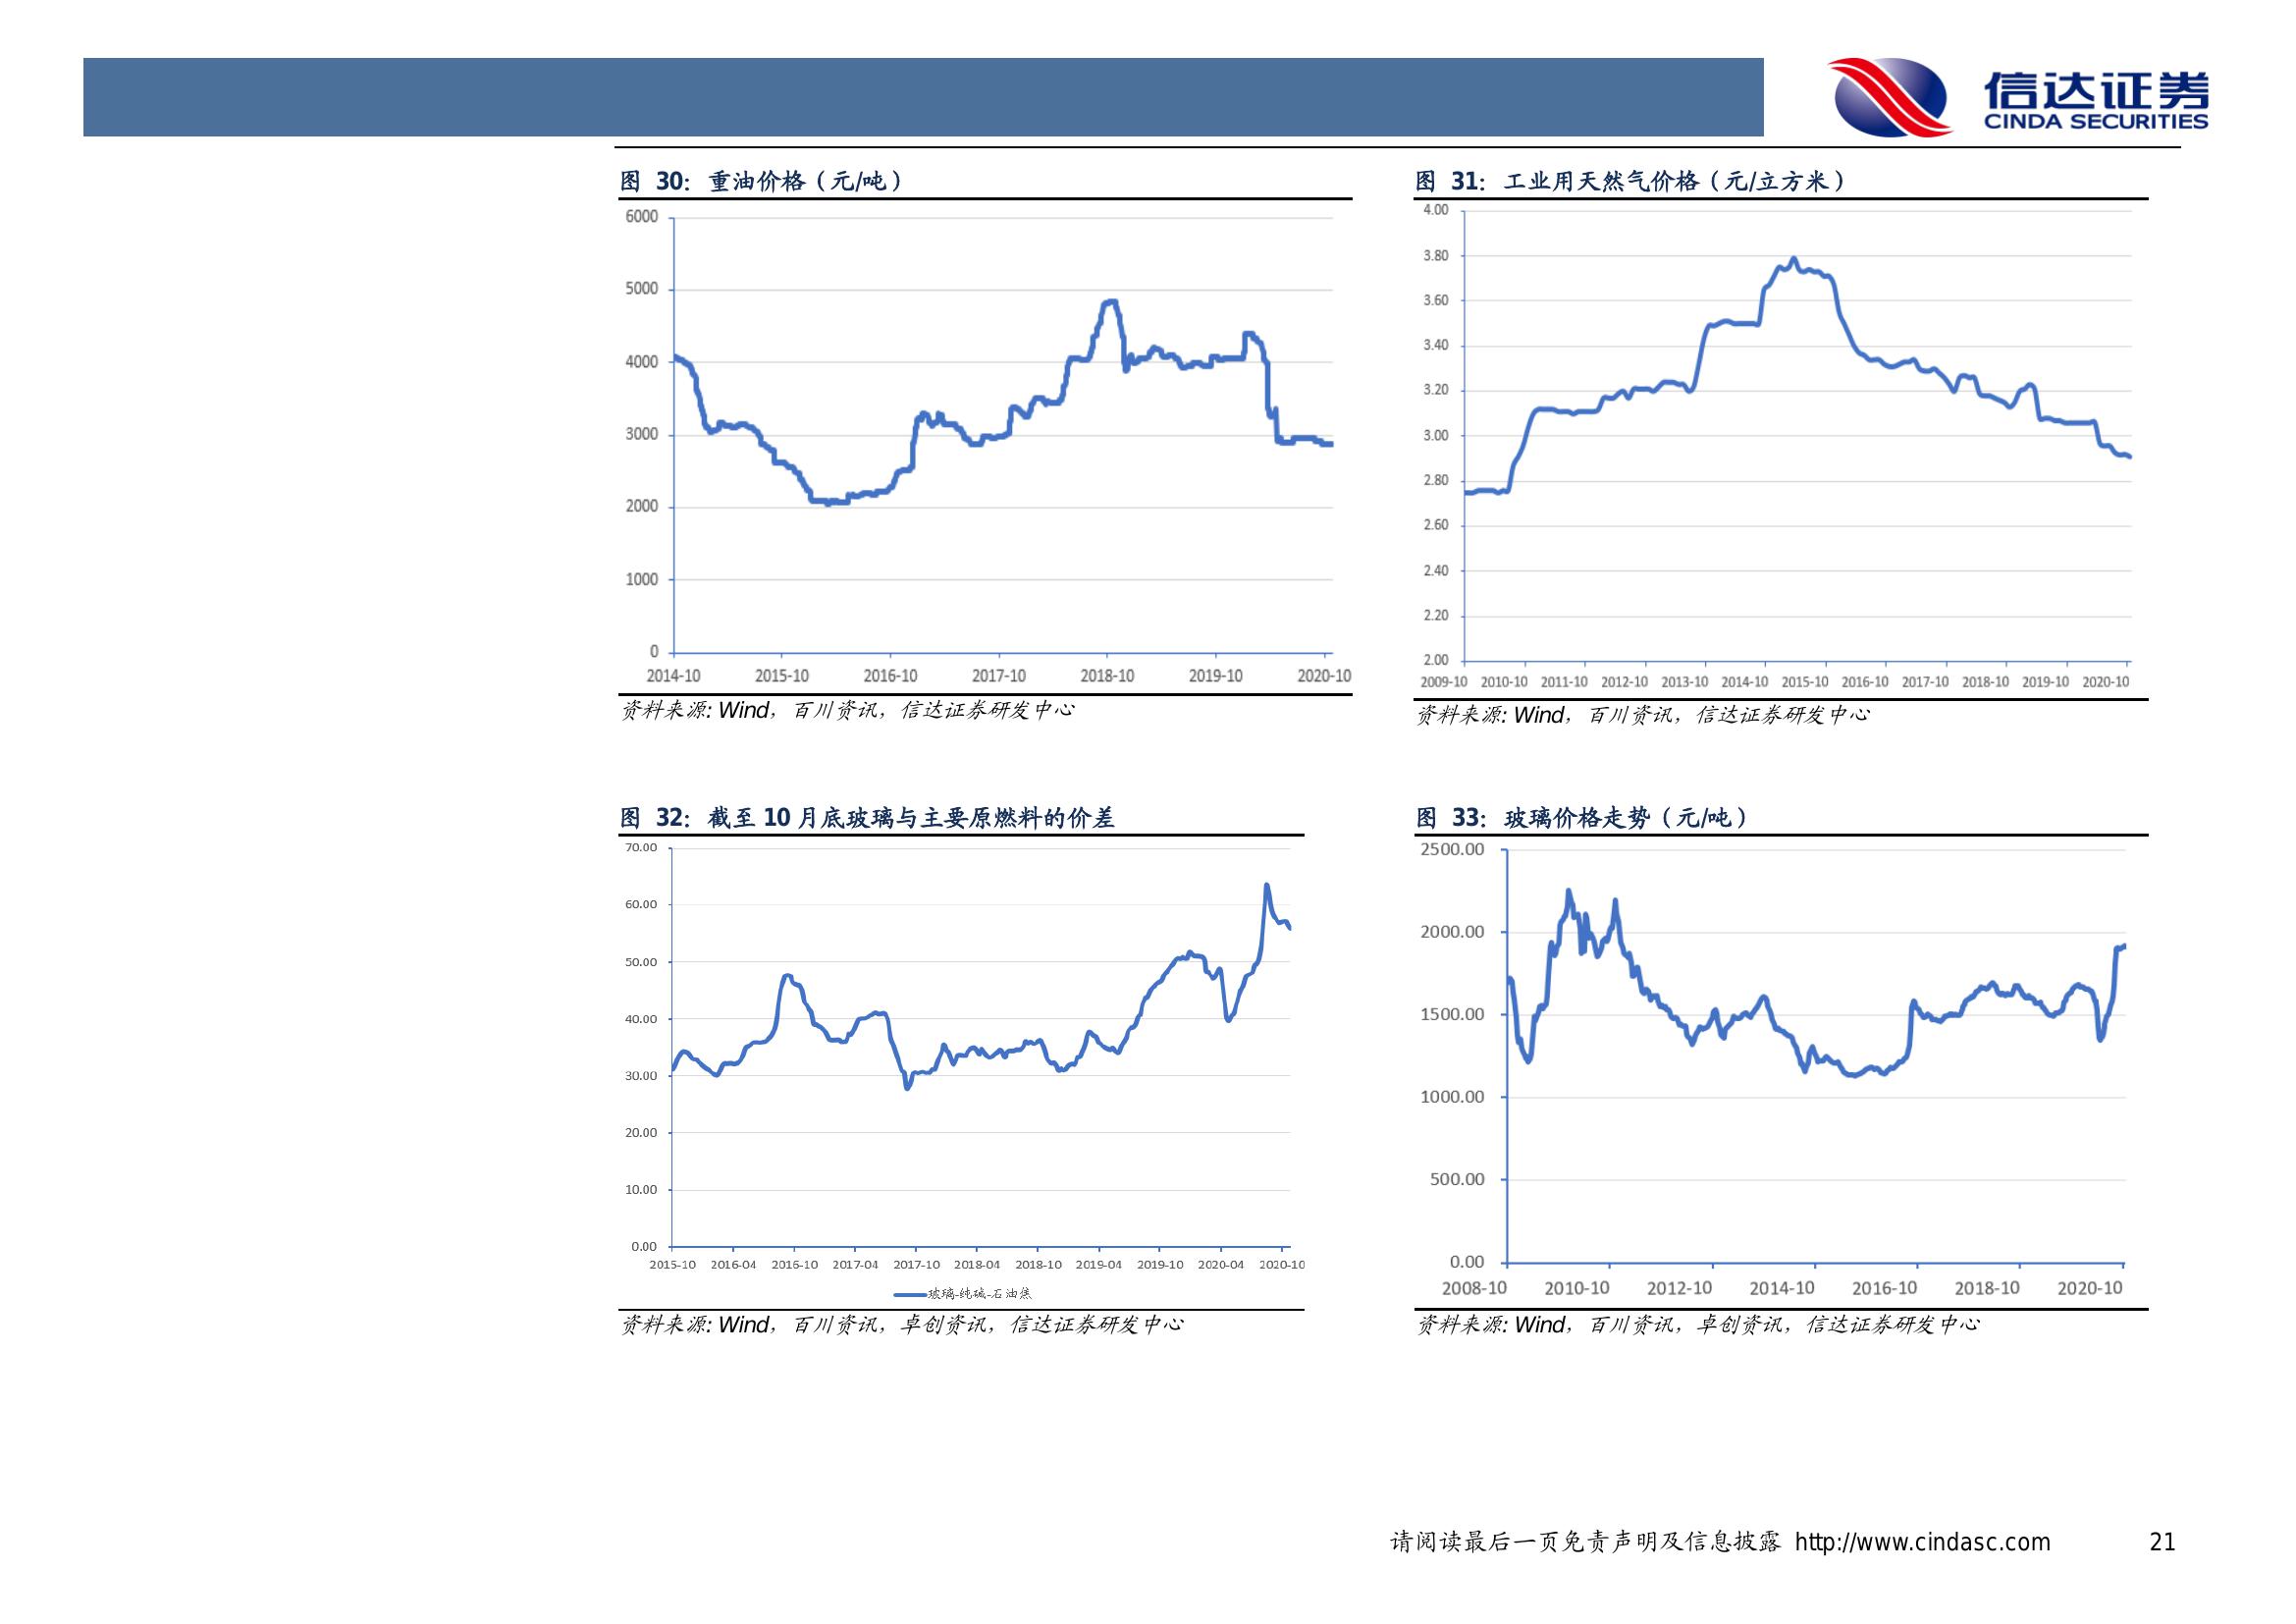 信达证券
CINDA SECURITIES
图 30：重油价格（元/吨）
6000
5000
4000
3000
2000
1000
0
2014-10 2015-10 2016-10 2017-10 2018-10 2019-10 2020-10
资料来源: Wind，百川资讯，信达证券研发中心
图 31：工业用天然气价格（元/立方米）
4.00
3.80
3.60
3.40
3.20
3.00
2.80
2.60
2.40
2.20
2.00
2009-10 2010-10 2011-10 2012-10 2013-10 2014-10 2015-10 2016-10 2017-10 2018-10 2019-10 2020-10
资料来源: Wind，百川资讯，信达证券研发中心
图 32：截至 10 月底玻璃与主要原燃料的价差
70.00
60.00
50.00
40.00
30.00
20.00
10.00
0.00
2015-10 2016-04 2016-10 2017-04 2017-10 2018-04 2018-10 2019-04 2019-10 2020-04 2020-10
玻璃-纯碱-石油焦
资料来源: Wind，百川资讯，卓创资讯，信达证券研发中心
图 33：玻璃价格走势（元/吨）
2500.00
2000.00
1500.00
1000.00
500.00
0.00
2008-10 2010-10 2012-10 2014-10 2016-10 2018-10 2020-10
资料来源: Wind，百川资讯，卓创资讯，信达证券研发中心
请阅读最后一页免责声明及信息披露 http://www.cindasc.com 21